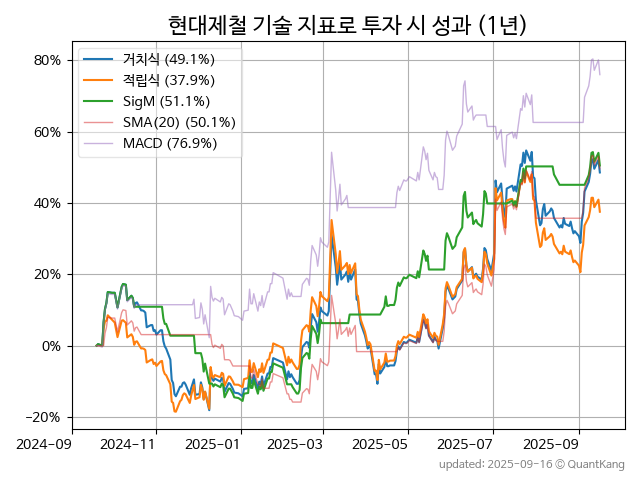 현대제철 기술 지표로 투자 시 성과 (1년)
거치식 (49.1%)
적립식 (37.9%)
SigM (51.1%)
SMA(20) (50.1%)
MACD (76.9%)
80%
60%
40%
20%
0%
−20%
2024-09 2024-11 2025-01 2025-03 2025-05 2025-07 2025-09
updated: 2025-09-16 © QuantKang